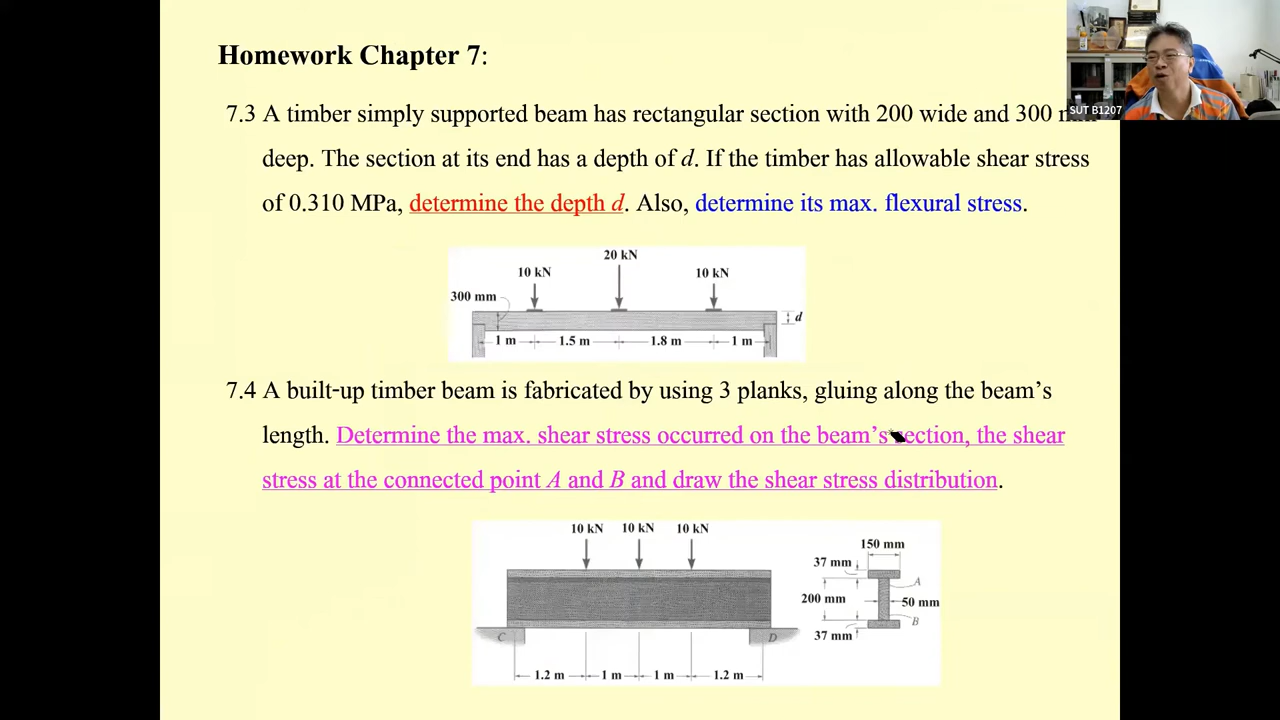 Homework Chapter 7:
SUT B1207
7.3 A timber simply supported beam has rectangular section with 200 wide and 300
deep. The section at its end has a depth of d. If the timber has allowable shear stress
of 0.310 MPa, determine the depth d. Also, determine its max. flexural stress.
20 kN
10 kN 10 kN
300 mm
d
1 m 1.5 m 1.8 m 1 m
7.4 A built-up timber beam is fabricated by using 3 planks, gluing along the beam's
length. Determine the max. shear stress occurred on the beam's section, the shear
stress at the connected point A and B and draw the shear stress distribution.
10 kN 10 kN 10 kN
150 mm
37 mm
A
200 mm
50 mm
B
37 mm
C D
1.2 m 1 m 1 m 1.2 m